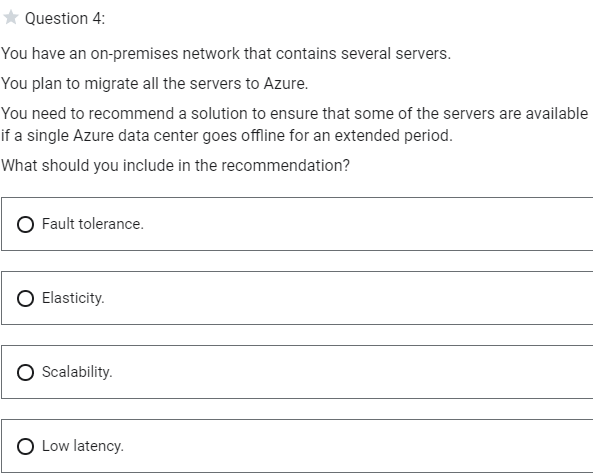 Question 4:
You have an on-premises network that contains several servers.
You plan to migrate all the servers to Azure.
You need to recommend a solution to ensure that some of the servers are available
if a single Azure data center goes offline for an extended period.
What should you include in the recommendation?
Fault tolerance.
Elasticity.
Scalability.
Low latency.